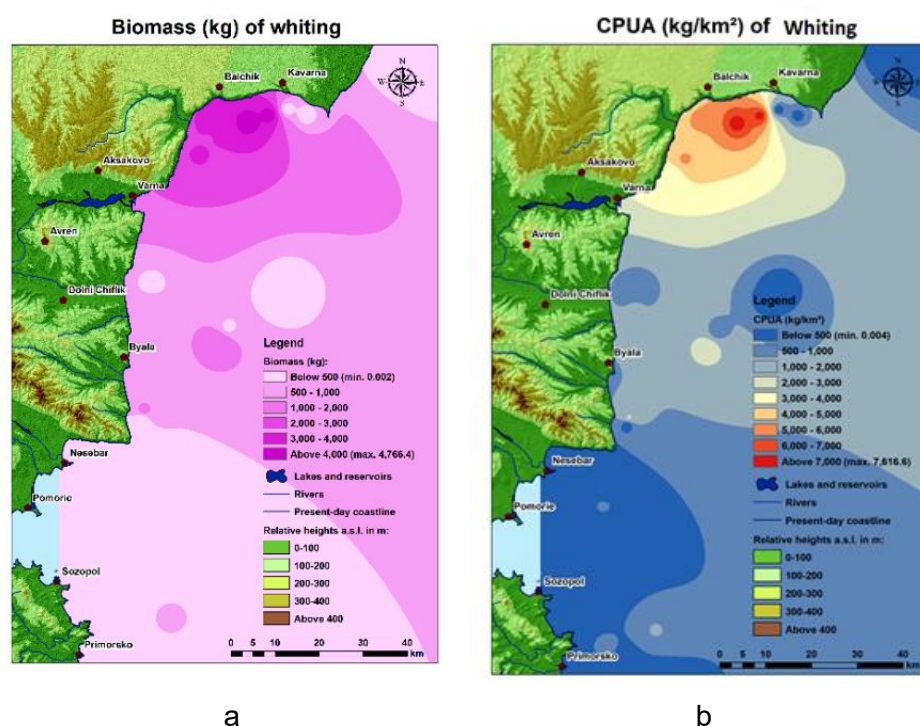 Biomass (kg) of whiting
N
W E
S
Balchik
Kavarna
Aksakovo
Varna
Avren
Dolni Chiflik
Byala
Nesebar
Pomorie
Sozopol
Primorsko
Legend
Biomass (kg):
Below 500 (min. 0.002)
500 - 1,000
1,000 - 2,000
2,000 - 3,000
3,000 - 4,000
Above 4,000 (max. 4,766.4)
Lakes and reservoirs
Rivers
Present-day coastline
Relative heights a.s.l. in m:
0-100
100-200
200-300
300-400
Above 400
0 5 10 20 30 40
km
a
CPUA (kg/km²) of Whiting
N
W E
S
Balchik
Kavarna
Aksakovo
Varna
Avren
Dolni Chiflik
Byala
Nesebar
Pomorie
Sozopol
Primorsko
Legend
CPUA (kg/km²)
Below 500 (min. 0.004)
500 - 1,000
1,000 - 2,000
2,000 - 3,000
3,000 - 4,000
4,000 - 5,000
5,000 - 6,000
6,000 - 7,000
Above 7,000 (max. 7,616.6)
Lakes and reservoirs
Rivers
Present-day coastline
Relative heights a.s.l. in m:
0-100
100-200
200-300
300-400
Above 400
0 5 10 20 30 40
km
b